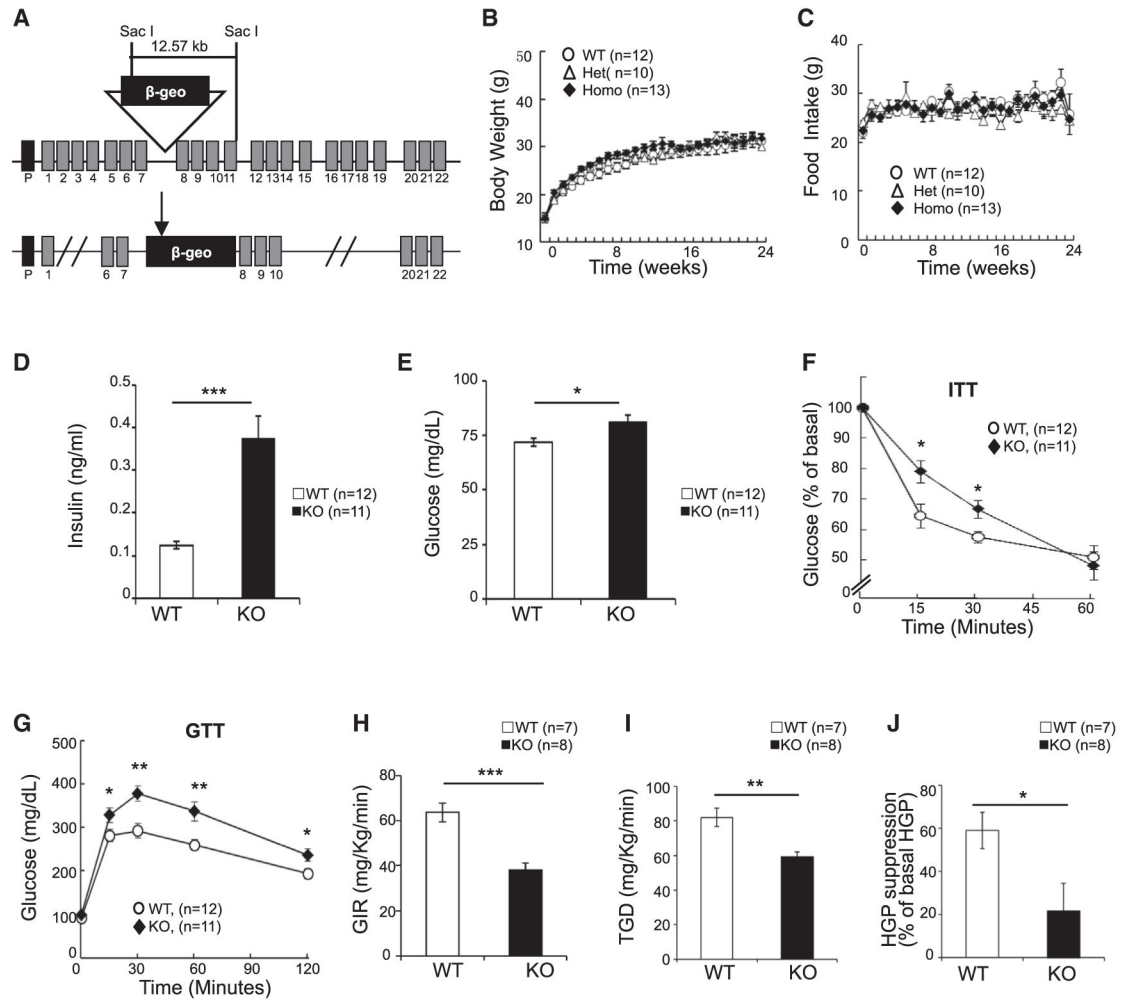 A
Sac I
Sac I
12.57 kb
β-geo
P 1 2 3 4 5 6 7 8 9 1011 12 1314 15 16 17 18 19 20 21 22
β-geo
P 1 6 7 8 9 10 20 21 22
B
50
40
30
20
10
Body Weight (g)
WT (n=12)
Het( n=10)
Homo (n=13)
0 8 16 24
Time (weeks)
C
40
30
20
10
0
Food Intake (g)
WT (n=12)
Het (n=10)
Homo (n=13)
0 8 16 24
Time (weeks)
D
0.5
0.4
0.3
0.2
0.1
0
Insulin (ng/ml)
***
WT (n=12)
KO (n=11)
WT KO
E
100
75
50
25
0
Glucose (mg/dL)
*
WT (n=12)
KO (n=11)
WT KO
F
ITT
100
90
80
70
60
50
0
Glucose (% of basal)
WT, (n=12)
KO, (n=11)
*
*
0 15 30 45 60
Time (Minutes)
G
GTT
500
400
300
200
100
0
Glucose (mg/dL)
*
**
**
*
WT, (n=12)
KO, (n=11)
0 30 60 90 120
Time (Minutes)
H
WT (n=7)
KO (n=8)
80
60
40
20
0
GIR (mg/Kg/min)
***
WT KO
I
WT (n=7)
KO (n=8)
100
80
60
40
20
0
TGD (mg/Kg/min)
**
WT KO
J
WT (n=7)
KO (n=8)
80
60
40
20
0
HGP suppression
(% of basal HGP)
*
WT KO